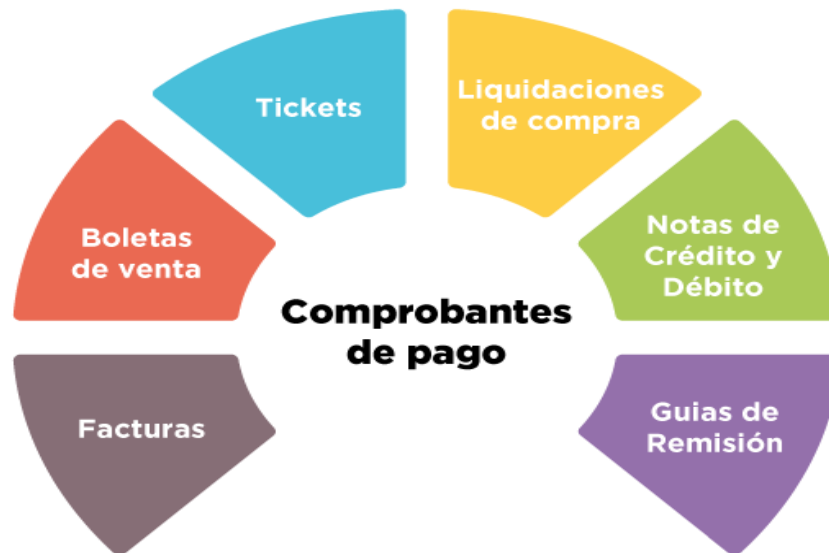 Tickets
Liquidaciones
de compra
Boletas
de venta
Notas de
Crédito y
Débito
Comprobantes
de pago
Facturas
Guias de
Remisión